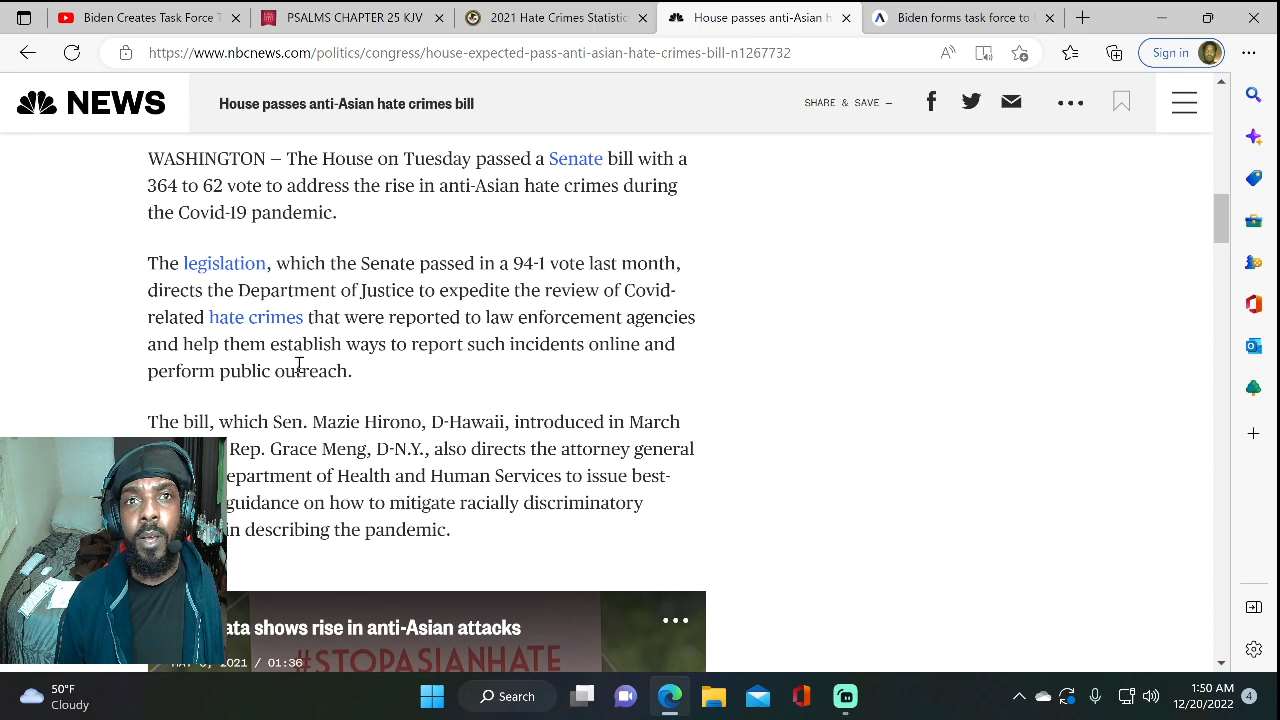 Biden Creates Task Force T
PSALMS CHAPTER 25 KJV
2021 Hate Crimes Statistic
House passes anti-Asian h
Biden forms task force to
https://www.nbcnews.com/politics/congress/house-expected-pass-anti-asian-hate-crimes-bill-n1267732
Sign in
NEWS
House passes anti-Asian hate crimes bill
SHARE & SAVE —
WASHINGTON — The House on Tuesday passed a Senate bill with a
364 to 62 vote to address the rise in anti-Asian hate crimes during
the Covid-19 pandemic.
The legislation, which the Senate passed in a 94-1 vote last month,
directs the Department of Justice to expedite the review of Covid-
related hate crimes that were reported to law enforcement agencies
and help them establish ways to report such incidents online and
perform public outreach.
The bill, which Sen. Mazie Hirono, D-Hawaii, introduced in March
Rep. Grace Meng, D-N.Y., also directs the attorney general
epartment of Health and Human Services to issue best-
guidance on how to mitigate racially discriminatory
in describing the pandemic.
ata shows rise in anti-Asian attacks
2021 / 01:36
#STOPASIANHATE
50°F
Cloudy
Search
1:50 AM
12/20/2022
4